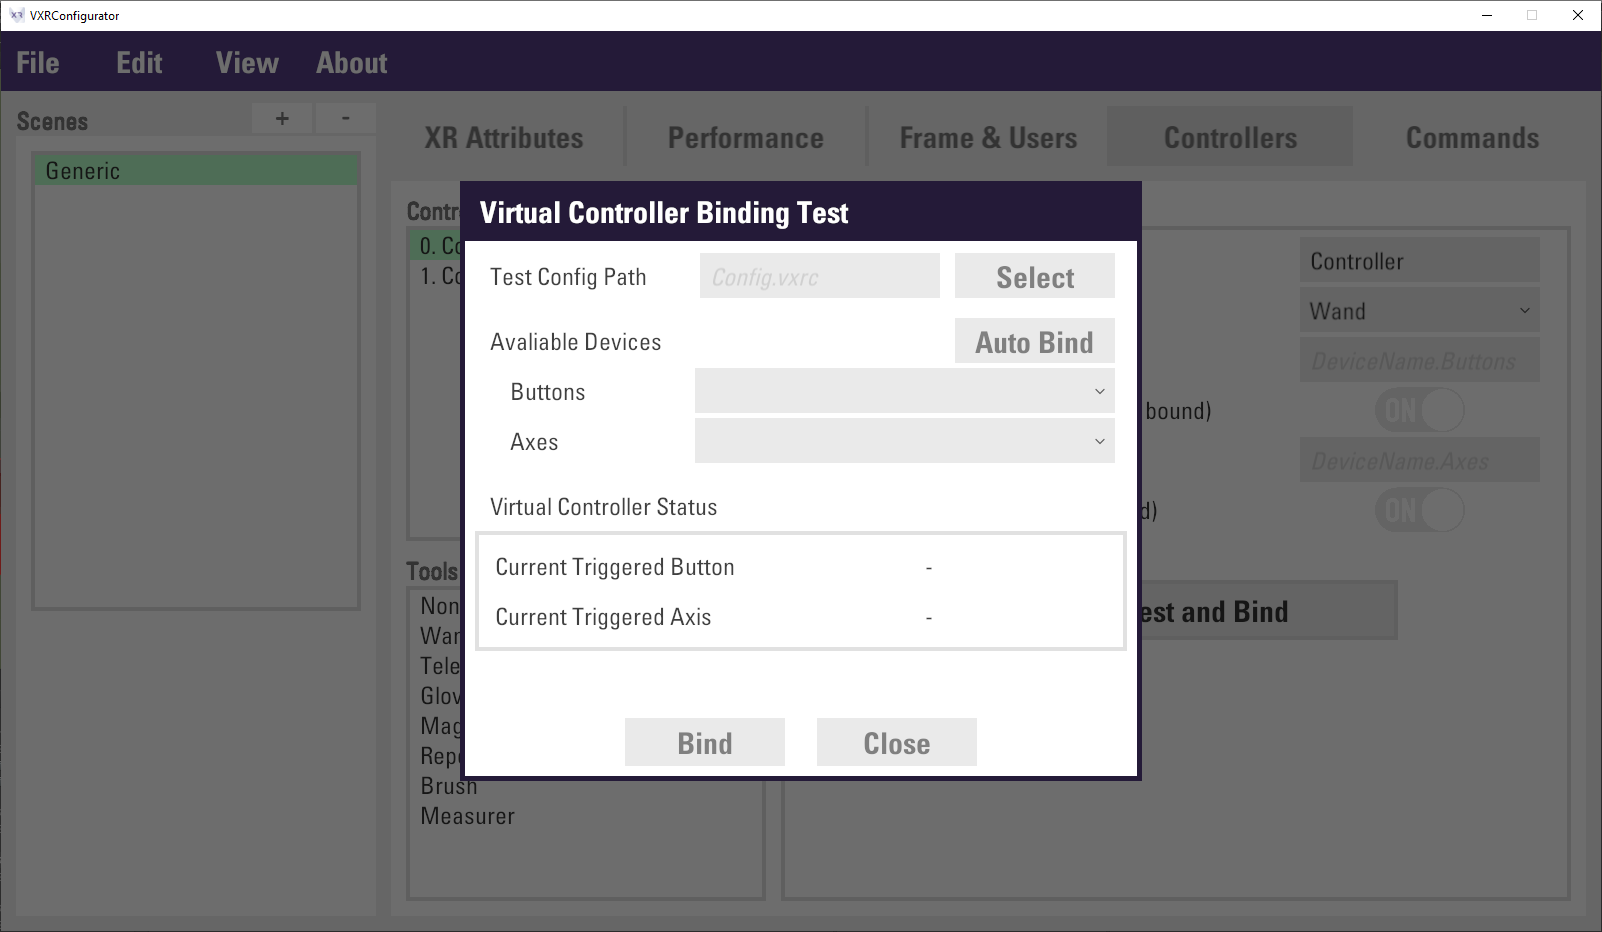 VXRConfigurator
File Edit View About
Scenes + -
Generic
XR Attributes Performance Frame & Users Controllers Commands
Contr
0. Co
1. Co
Tools
Non
War
Tele
Glov
Mag
Repo
Brush
Measurer
Virtual Controller Binding Test
Test Config Path Config.vxrc Select
Avaliable Devices Auto Bind
Buttons
Axes
Virtual Controller Status
Current Triggered Button -
Current Triggered Axis -
Bind Close
Controller
Wand
DeviceName.Buttons
bound) ON
DeviceName.Axes
d) ON
est and Bind